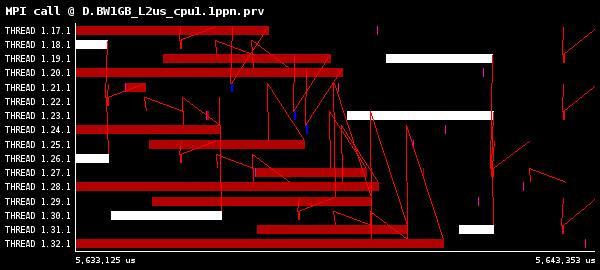 MPI call @ D.BW1GB_L2us_cpu1.1ppn.prv
THREAD 1.17.1
THREAD 1.18.1
THREAD 1.19.1
THREAD 1.20.1
THREAD 1.21.1
THREAD 1.22.1
THREAD 1.23.1
THREAD 1.24.1
THREAD 1.25.1
THREAD 1.26.1
THREAD 1.27.1
THREAD 1.28.1
THREAD 1.29.1
THREAD 1.30.1
THREAD 1.31.1
THREAD 1.32.1
5,633,125 us 5,643,353 us